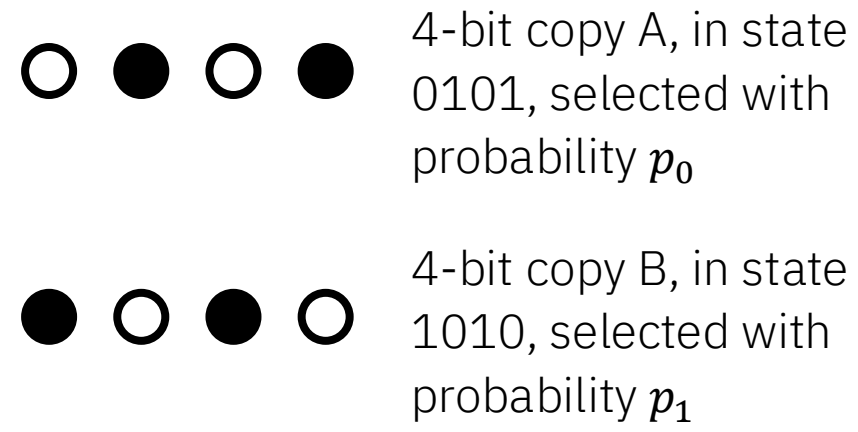 4-bit copy A, in state
0101, selected with
probability p₀
4-bit copy B, in state
1010, selected with
probability p₁